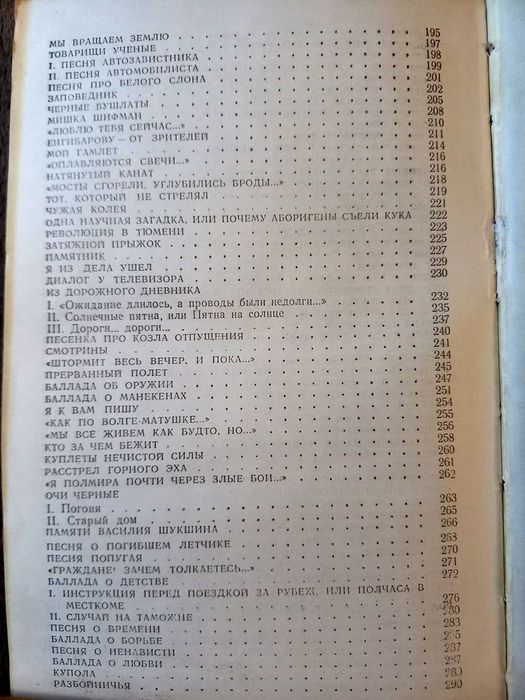 МЫ ВРАЩАЕМ ЗЕМЛЮ 195
ТОВАРИЩИ УЧЕНЫЕ 197
I. ПЕСНЯ АВТОЗАВИСТНИКА 198
II. ПЕСНЯ АВТОМОБИЛИСТА 199
ПЕСНЯ ПРО БЕЛОГО СЛОНА 201
ЗАПОВЕДНИК 202
ЧЕРНЫЕ БУШЛАТЫ 205
МИШКА ШИФМАН 208
«ЛЮБЛЮ ТЕБЯ СЕЙЧАС...» 210
ЕНГИБАРОВУ — ОТ ЗРИТЕЛЕЙ 211
МОЙ ГАМЛЕТ 214
«ОПЛАВЛЯЮТСЯ СВЕЧИ...» 216
НАТЯНУТЫЙ КАНАТ 216
«МОСТЫ СГОРЕЛИ, УГЛУБИЛИСЬ БРОДЫ...» 218
ТОТ, КОТОРЫЙ НЕ СТРЕЛЯЛ 219
ЧУЖАЯ КОЛЕЯ 221
ОДНА НАУЧНАЯ ЗАГАДКА, ИЛИ ПОЧЕМУ АБОРИГЕНЫ СЪЕЛИ КУКА 222
РЕВОЛЮЦИЯ В ТЮМЕНИ 223
ЗАТЯЖНОЙ ПРЫЖОК 225
ПАМЯТНИК 227
Я ИЗ ДЕЛА УШЕЛ 229
ДИАЛОГ У ТЕЛЕВИЗОРА 230
ИЗ ДОРОЖНОГО ДНЕВНИКА
I. «Ожидание длилось, а проводы были недолги...» 232
II. Солнечные пятна, или Пятна на солнце 235
III. Дороги... дороги... 237
ПЕСЕНКА ПРО КОЗЛА ОТПУЩЕНИЯ 240
СМОТРИНЫ 241
«ШТОРМИТ ВЕСЬ ВЕЧЕР, И ПОКА...» 244
ПРЕРВАННЫЙ ПОЛЕТ 245
БАЛЛАДА ОБ ОРУЖИИ 247
БАЛЛАДА О МАНЕКЕНАХ 251
Я К ВАМ ПИШУ 254
«КАК ПО ВОЛГЕ-МАТУШКЕ...» 255
«МЫ ВСЕ ЖИВЕМ КАК БУДТО, НО...» 256
КТО ЗА ЧЕМ БЕЖИТ 258
КУПЛЕТЫ НЕЧИСТОЙ СИЛЫ 260
РАССТРЕЛ ГОРНОГО ЭХА 261
«Я ПОЛМИРА ПОЧТИ ЧЕРЕЗ ЗЛЫЕ БОИ...» 262
ОЧИ ЧЕРНЫЕ
I. Погоня 263
II. Старый дом 265
ПАМЯТИ ВАСИЛИЯ ШУКШИНА 266
ПЕСНЯ О ПОГИБШЕМ ЛЕТЧИКЕ 268
ПЕСНЯ ПОПУГАЯ 270
«ГРАЖДАНЕ! ЗАЧЕМ ТОЛКАЕТЕСЬ...» 271
БАЛЛАДА О ДЕТСТВЕ 272
I. ИНСТРУКЦИЯ ПЕРЕД ПОЕЗДКОЙ ЗА РУБЕЖ, ИЛИ ПОЛЧАСА В
МЕСТКОМЕ 276
II. СЛУЧАЙ НА ТАМОЖНЕ 280
ПЕСНЯ О ВРЕМЕНИ 283
БАЛЛАДА О БОРЬБЕ 285
ПЕСНЯ О НЕНАВИСТИ 287
БАЛЛАДА О ЛЮБВИ 287
КУПОЛА
РАЗБОЙНИЧЬЯ 290